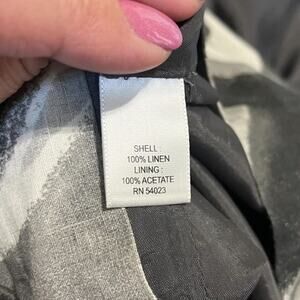 SHELL :
100% LINEN
LINING :
100% ACETATE
RN 54023